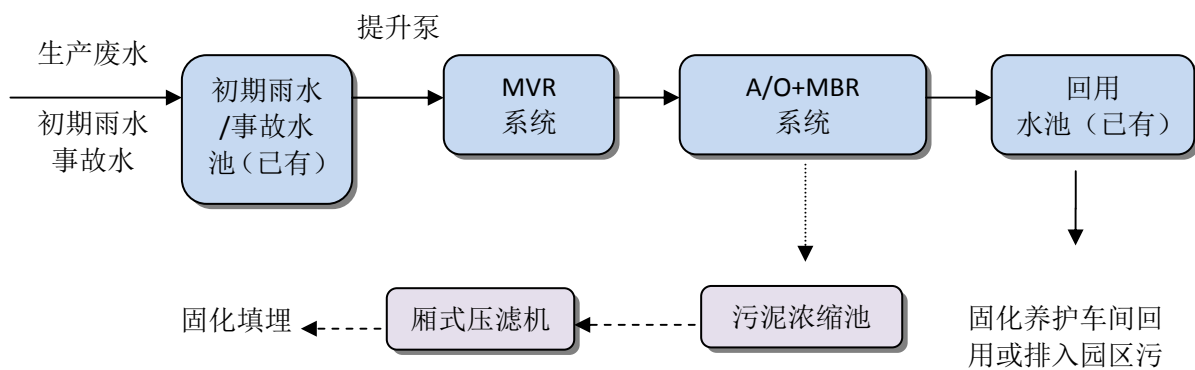 提升泵
生产废水
初期雨水
事故水
初期雨水
/事故水
池（已有）
MVR
系统
A/O+MBR
系统
回用
水池（已有）
固化填埋
厢式压滤机
污泥浓缩池
固化养护车间回
用或排入园区污